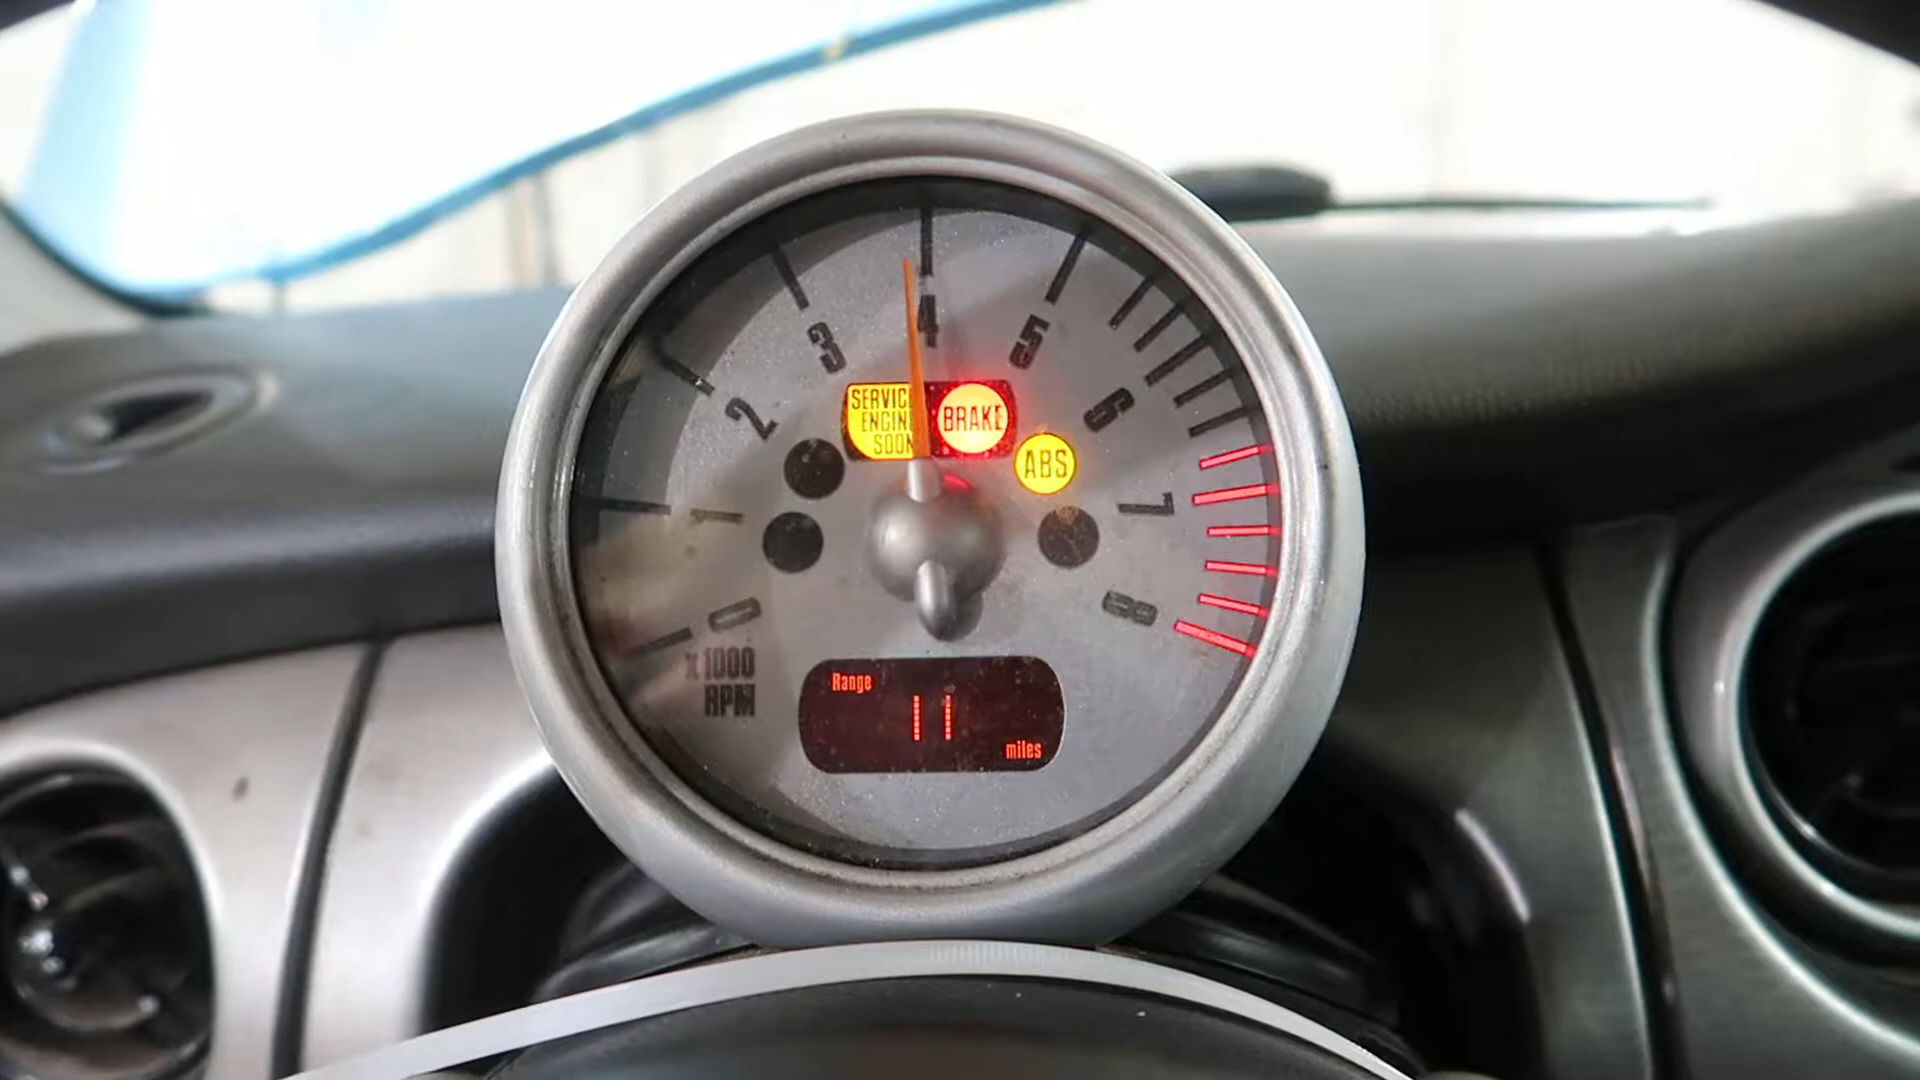 4
3
5
2
6
SERVICE
ENGINE
SOON
BRAKE
ABS
1
7
0
8
x1000
RPM
Range
11
miles